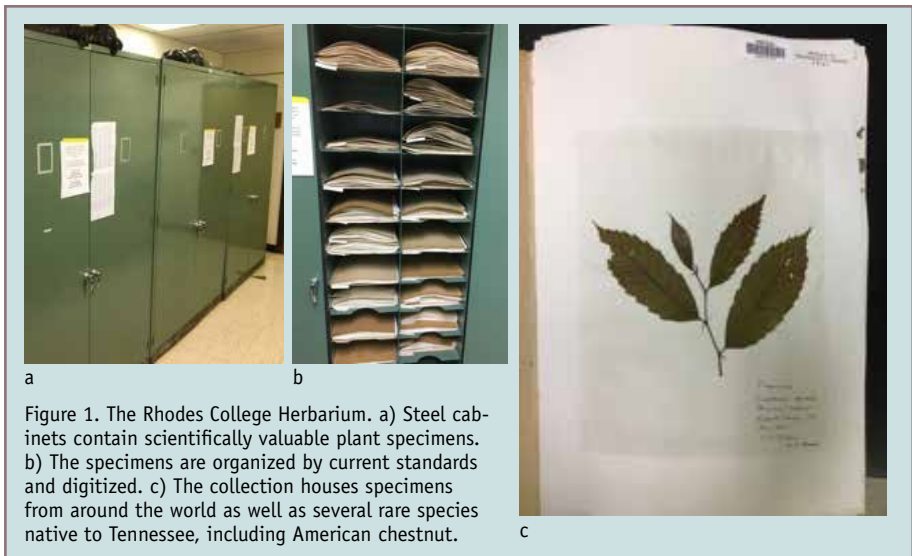 a
b
Figure 1. The Rhodes College Herbarium. a) Steel cab-
inets contain scientifically valuable plant specimens.
b) The specimens are organized by current standards
and digitized. c) The collection houses specimens
from around the world as well as several rare species
native to Tennessee, including American chestnut.
c